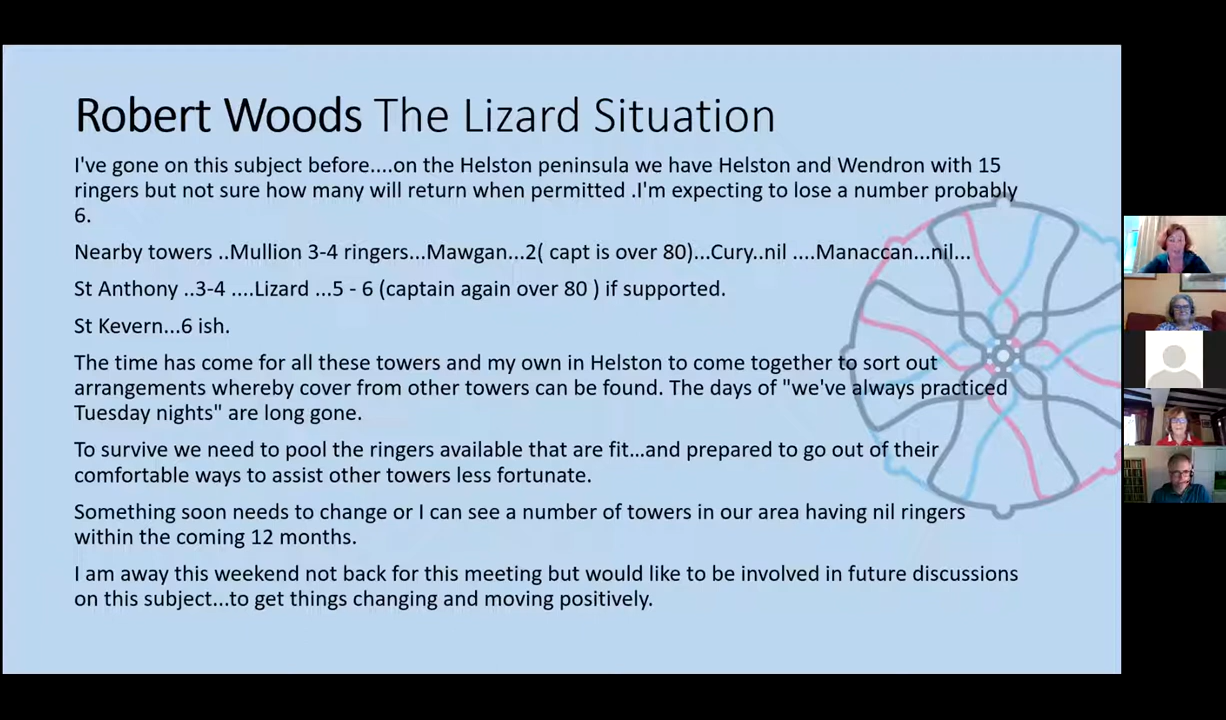 Robert Woods The Lizard Situation
I've gone on this subject before....on the Helston peninsula we have Helston and Wendron with 15
ringers but not sure how many will return when permitted .I'm expecting to lose a number probably
6.
Nearby towers ..Mullion 3-4 ringers...Mawgan...2( capt is over 80)...Cury..nil ....Manaccan...nil...
St Anthony ..3-4 ....Lizard ...5 - 6 (captain again over 80 ) if supported.
St Kevern...6 ish.
The time has come for all these towers and my own in Helston to come together to sort out
arrangements whereby cover from other towers can be found. The days of "we've always practiced
Tuesday nights" are long gone.
To survive we need to pool the ringers available that are fit...and prepared to go out of their
comfortable ways to assist other towers less fortunate.
Something soon needs to change or I can see a number of towers in our area having nil ringers
within the coming 12 months.
I am away this weekend not back for this meeting but would like to be involved in future discussions
on this subject...to get things changing and moving positively.